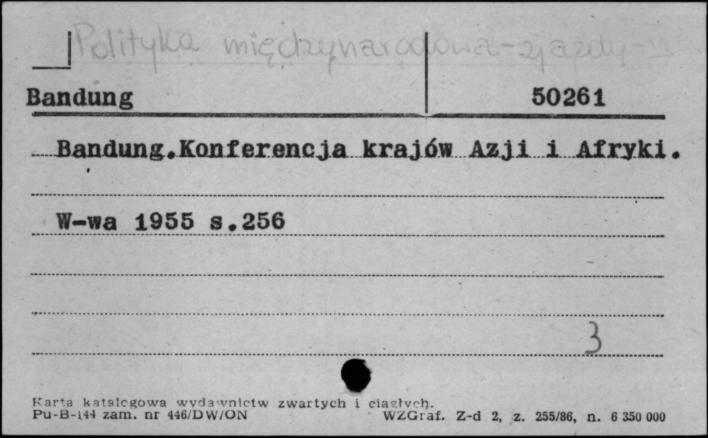 Polityka międzynarodowa - zjazdy -
Bandung 50261
Bandung.Konferencja krajów Azji i Afryki.
W-wa 1955 s.256
3
Karta katalogowa wydawnictw zwartych i ciągłych.
Pu-B-144 zam. nr 446/DW/ON WZGraf. Z-d 2, z. 255/86, n. 6 350 000